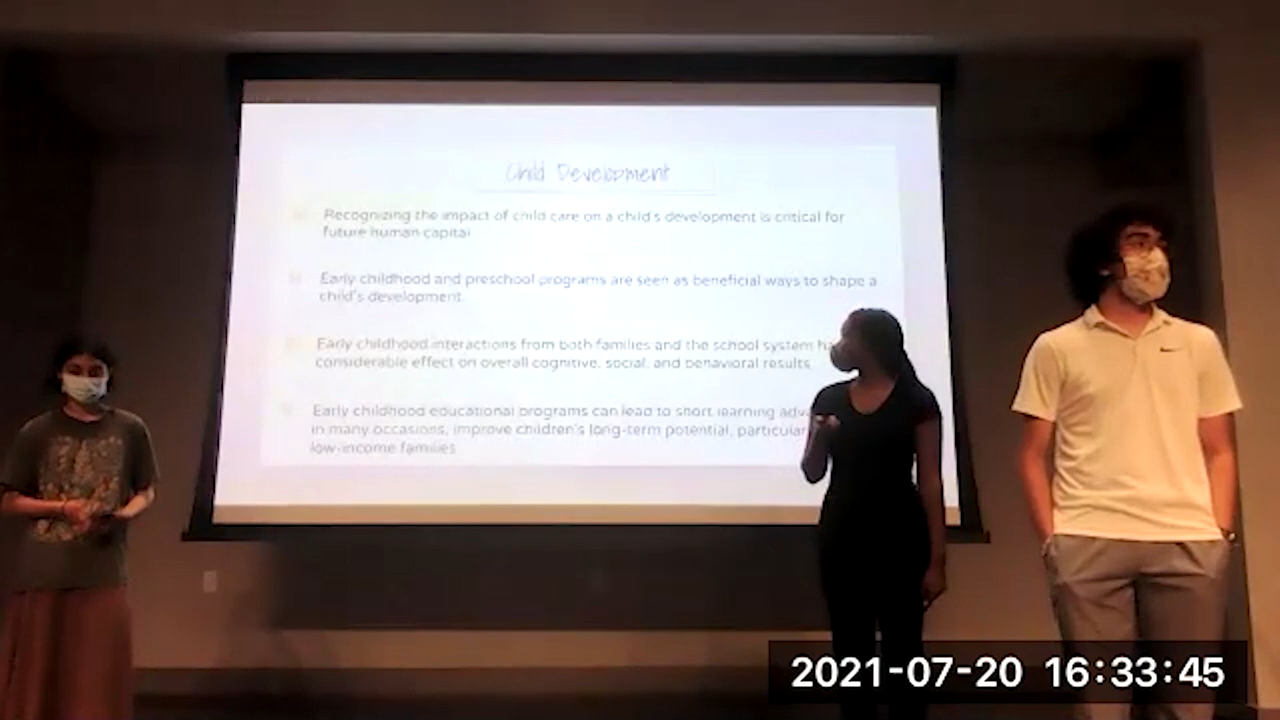 Child Development
Recognizing the impact of child care on a child's development is critical for
future human capital
Early childhood and preschool programs are seen as beneficial ways to shape a
child's development.
Early childhood interactions from both families and the school system ha
considerable effect on overall cognitive, social, and behavioral results.
Early childhood educational programs can lead to short learning adva
in many occasions, improve children's long-term potential, particular
low-income families
2021-07-20 16:33:45